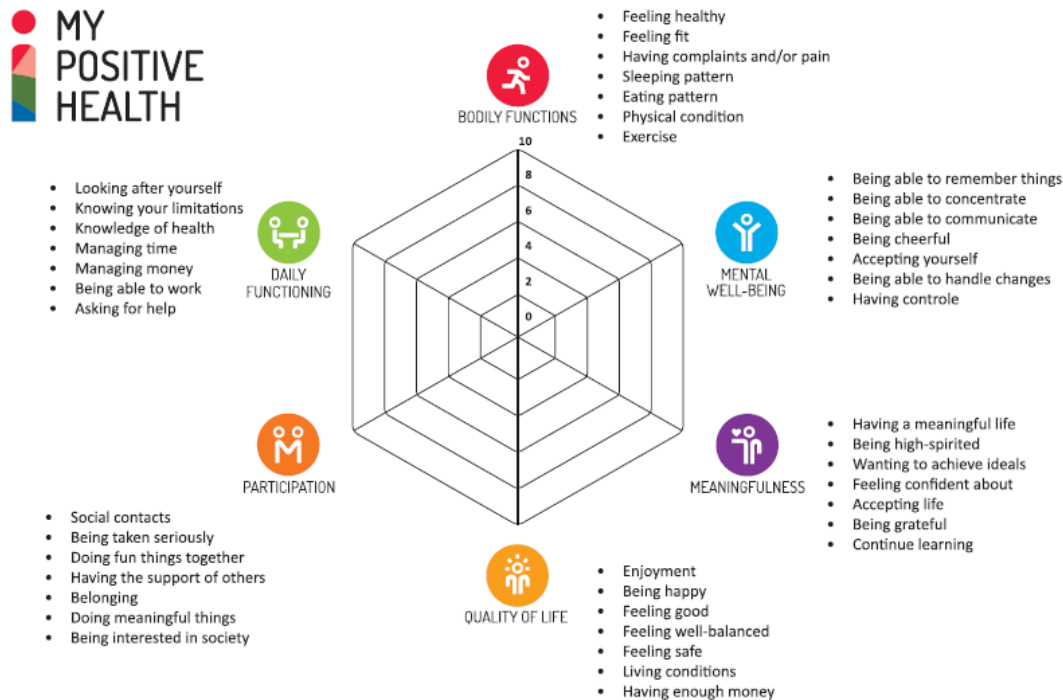 MY
POSITIVE
HEALTH
BODILY FUNCTIONS
• Feeling healthy
• Feeling fit
• Having complaints and/or pain
• Sleeping pattern
• Eating pattern
• Physical condition
• Exercise
10
8
6
4
2
0
MENTAL
WELL-BEING
• Being able to remember things
• Being able to concentrate
• Being able to communicate
• Being cheerful
• Accepting yourself
• Being able to handle changes
• Having controle
MEANINGFULNESS
• Having a meaningful life
• Being high-spirited
• Wanting to achieve ideals
• Feeling confident about
• Accepting life
• Being grateful
• Continue learning
QUALITY OF LIFE
• Enjoyment
• Being happy
• Feeling good
• Feeling well-balanced
• Feeling safe
• Living conditions
• Having enough money
PARTICIPATION
• Social contacts
• Being taken seriously
• Doing fun things together
• Having the support of others
• Belonging
• Doing meaningful things
• Being interested in society
DAILY
FUNCTIONING
• Looking after yourself
• Knowing your limitations
• Knowledge of health
• Managing time
• Managing money
• Being able to work
• Asking for help